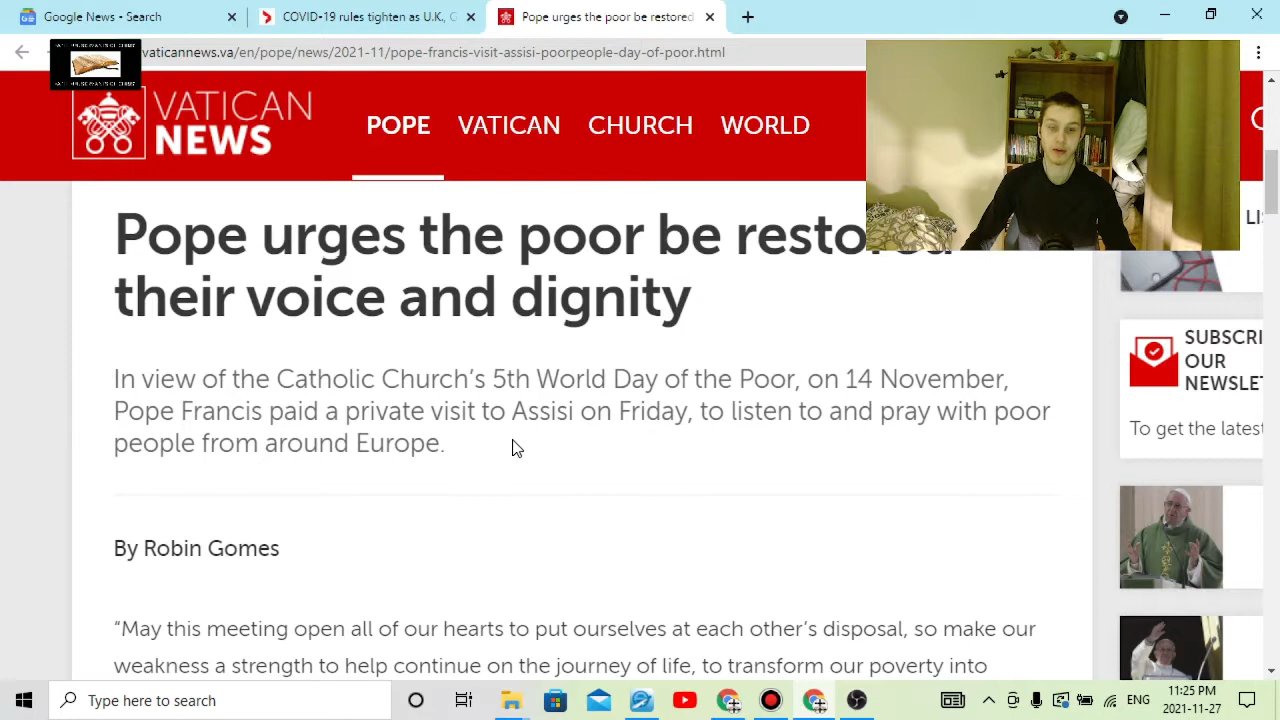 Google News - Search
COVID-19 rules tighten as U.K., G
Pope urges the poor be restored
vaticannews.va/en/pope/news/2021-11/pope-francis-visit-assisi-poorpeople-day-of-poor.html
VATICAN
NEWS
POPE
VATICAN
CHURCH
WORLD
Pope urges the poor be restored
their voice and dignity
In view of the Catholic Church’s 5th World Day of the Poor, on 14 November,
Pope Francis paid a private visit to Assisi on Friday, to listen to and pray with poor
people from around Europe.
By Robin Gomes
“May this meeting open all of our hearts to put ourselves at each other’s disposal, so make our
weakness a strength to help continue on the journey of life, to transform our poverty into
LI
SUBSCRI
OUR
NEWSLET
To get the latest
Type here to search
ENG
11:25 PM
2021-11-27